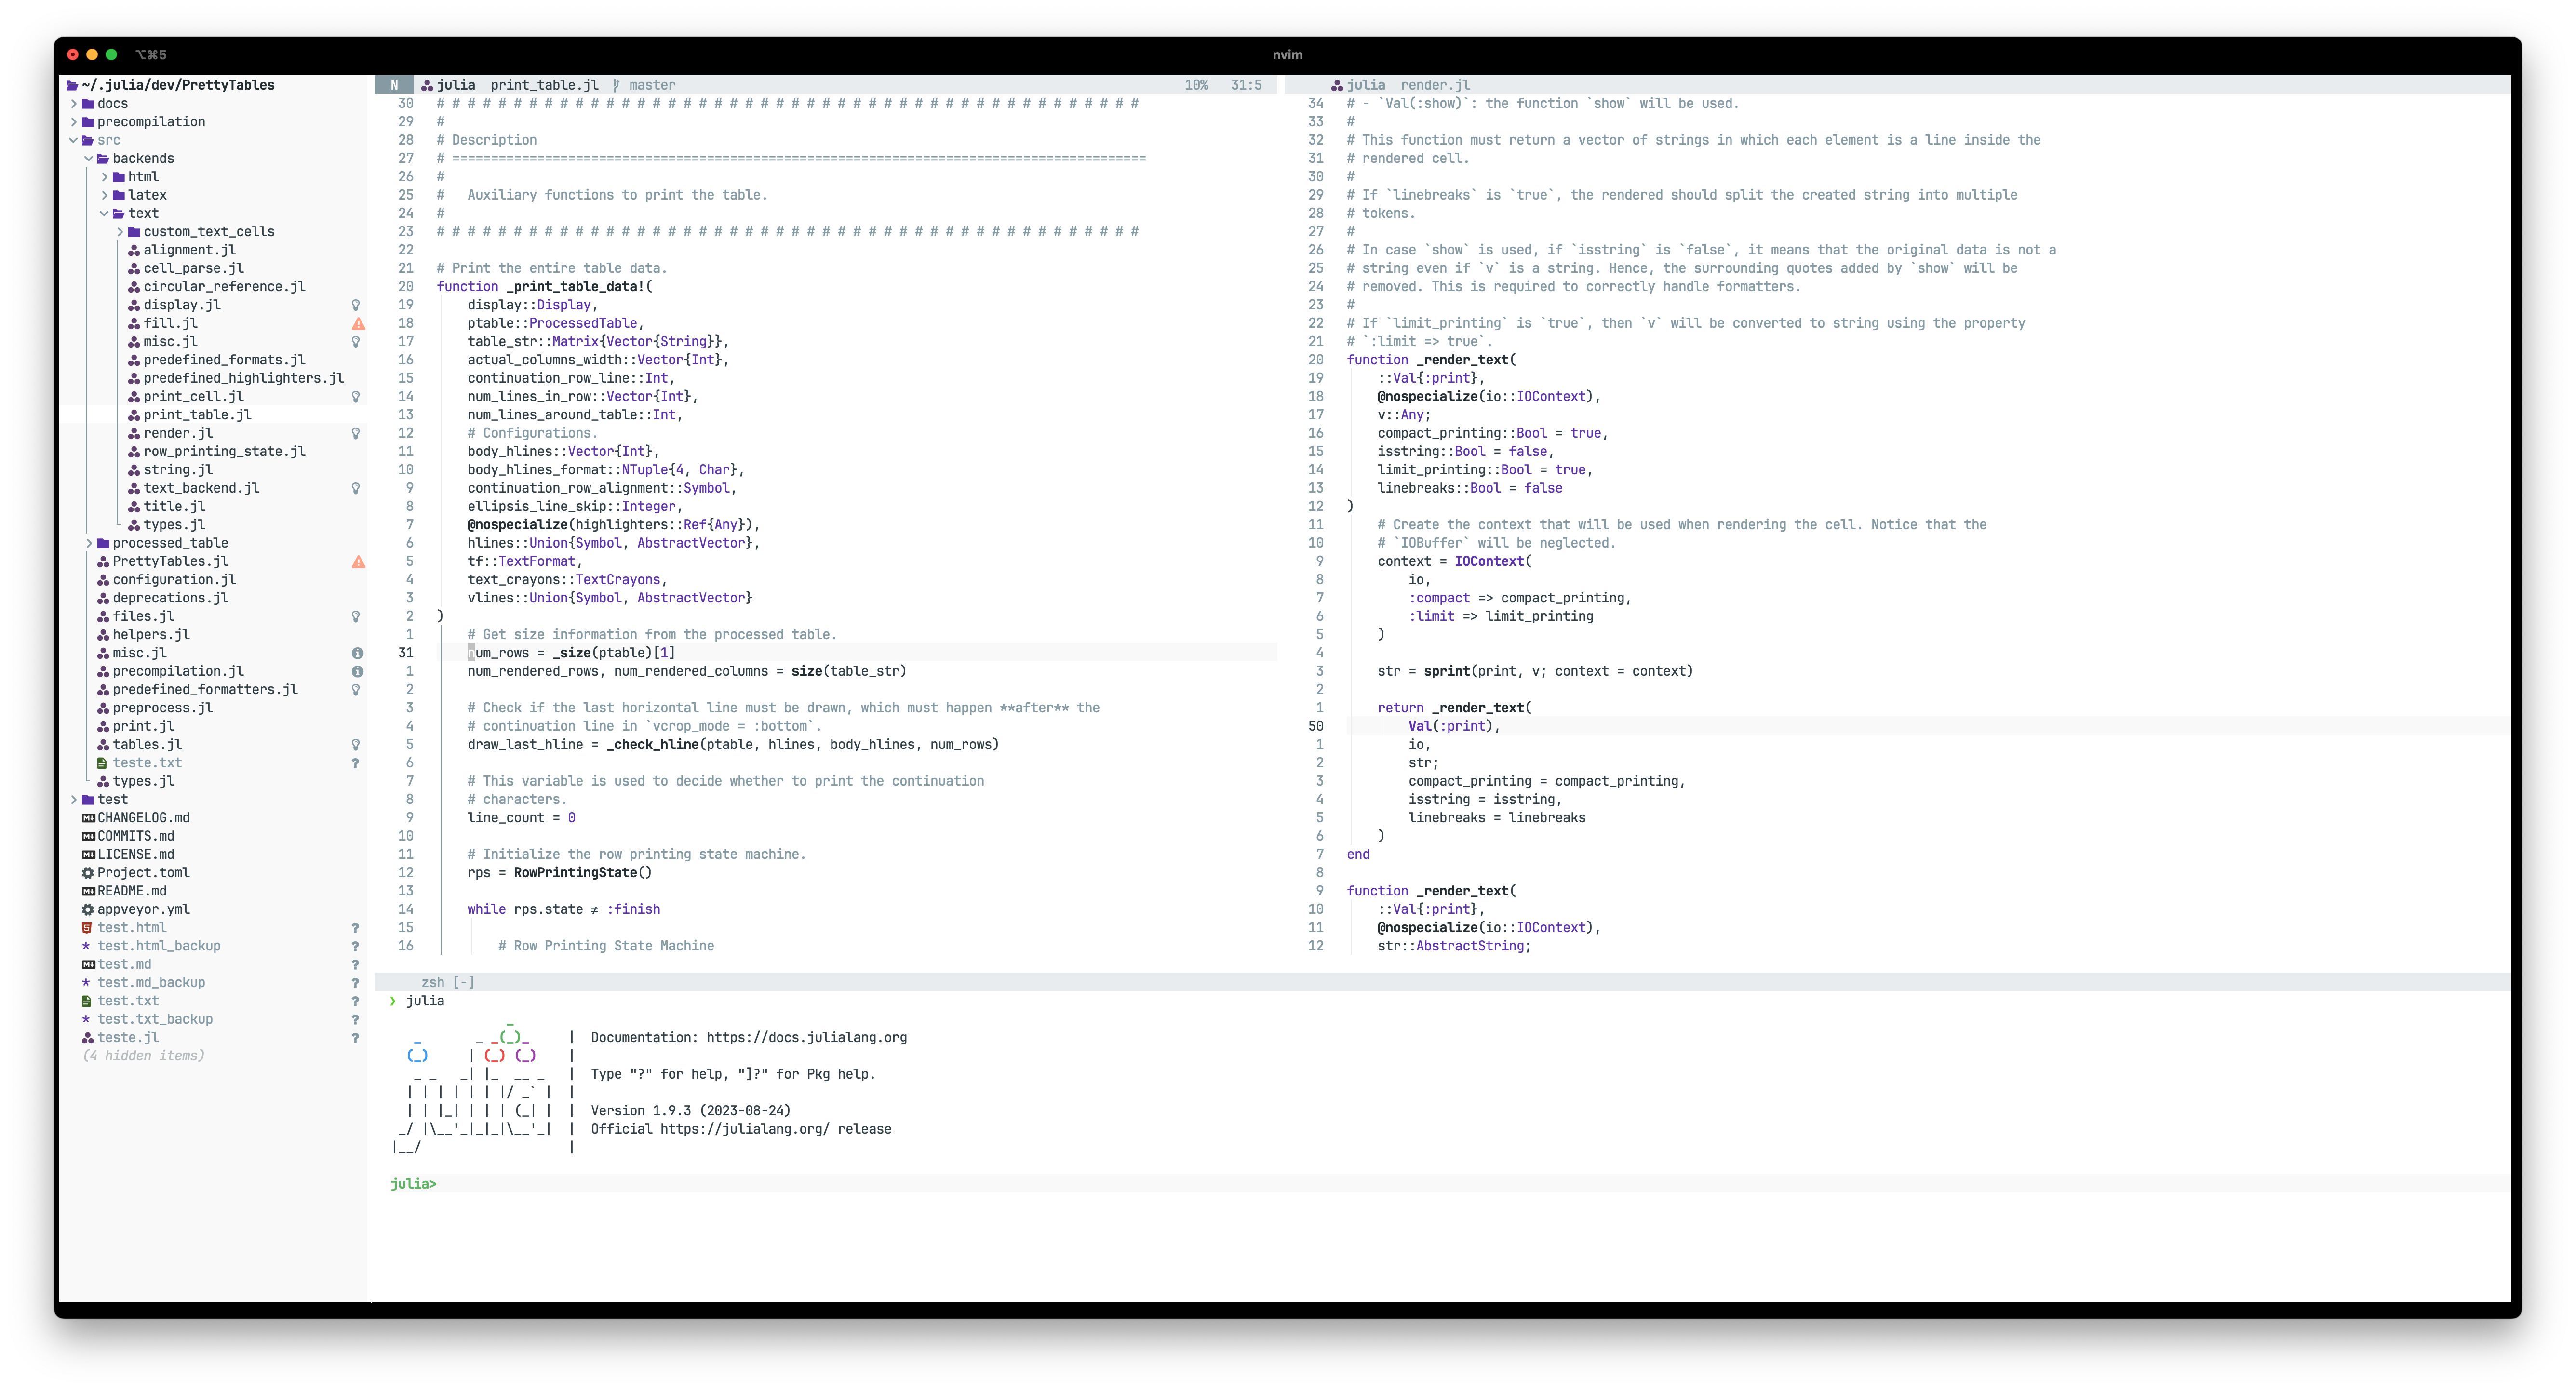 ⌥⌘5
nvim
~/.julia/dev/PrettyTables
docs
precompilation
src
backends
html
latex
text
custom_text_cells
alignment.jl
cell_parse.jl
circular_reference.jl
display.jl
fill.jl
misc.jl
predefined_formats.jl
predefined_highlighters.jl
print_cell.jl
print_table.jl
render.jl
row_printing_state.jl
string.jl
text_backend.jl
title.jl
types.jl
processed_table
PrettyTables.jl
configuration.jl
deprecations.jl
files.jl
helpers.jl
misc.jl
precompilation.jl
predefined_formatters.jl
preprocess.jl
print.jl
tables.jl
teste.txt ?
types.jl
test
CHANGELOG.md
COMMITS.md
LICENSE.md
Project.toml
README.md
appveyor.yml
test.html ?
* test.html_backup ?
test.md ?
* test.md_backup ?
test.txt ?
* test.txt_backup ?
teste.jl ?
(4 hidden items)
N julia print_table.jl master 10% 31:5
30 # # # # # # # # # # # # # # # # # # # # # # # # # # # # # # # # # # # # # # # # # # # # # #
29 #
28 # Description
27 # ==========================================================================================
26 #
25 #   Auxiliary functions to print the table.
24 #
23 # # # # # # # # # # # # # # # # # # # # # # # # # # # # # # # # # # # # # # # # # # # # # #
22
21 # Print the entire table data.
20 function _print_table_data!(
19     display::Display,
18     ptable::ProcessedTable,
17     table_str::Matrix{Vector{String}},
16     actual_columns_width::Vector{Int},
15     continuation_row_line::Int,
14     num_lines_in_row::Vector{Int},
13     num_lines_around_table::Int,
12     # Configurations.
11     body_hlines::Vector{Int},
10     body_hlines_format::NTuple{4, Char},
9     continuation_row_alignment::Symbol,
8     ellipsis_line_skip::Integer,
7     @nospecialize(highlighters::Ref{Any}),
6     hlines::Union{Symbol, AbstractVector},
5     tf::TextFormat,
4     text_crayons::TextCrayons,
3     vlines::Union{Symbol, AbstractVector}
2 )
1     # Get size information from the processed table.
31     num_rows = _size(ptable)[1]
1     num_rendered_rows, num_rendered_columns = size(table_str)
2
3     # Check if the last horizontal line must be drawn, which must happen **after** the
4     # continuation line in `vcrop_mode = :bottom`.
5     draw_last_hline = _check_hline(ptable, hlines, body_hlines, num_rows)
6
7     # This variable is used to decide whether to print the continuation
8     # characters.
9     line_count = 0
10
11     # Initialize the row printing state machine.
12     rps = RowPrintingState()
13
14     while rps.state ≠ :finish
15
16         # Row Printing State Machine
julia render.jl
34 # - `Val(:show)`: the function `show` will be used.
33 #
32 # This function must return a vector of strings in which each element is a line inside the
31 # rendered cell.
30 #
29 # If `linebreaks` is `true`, the rendered should split the created string into multiple
28 # tokens.
27 #
26 # In case `show` is used, if `isstring` is `false`, it means that the original data is not a
25 # string even if `v` is a string. Hence, the surrounding quotes added by `show` will be
24 # removed. This is required to correctly handle formatters.
23 #
22 # If `limit_printing` is `true`, then `v` will be converted to string using the property
21 # `:limit => true`.
20 function _render_text(
19     ::Val{:print},
18     @nospecialize(io::IOContext),
17     v::Any;
16     compact_printing::Bool = true,
15     isstring::Bool = false,
14     limit_printing::Bool = true,
13     linebreaks::Bool = false
12 )
11     # Create the context that will be used when rendering the cell. Notice that the
10     # `IOBuffer` will be neglected.
9     context = IOContext(
8         io,
7         :compact => compact_printing,
6         :limit => limit_printing
5     )
4
3     str = sprint(print, v; context = context)
2
1     return _render_text(
50         Val(:print),
1         io,
2         str;
3         compact_printing = compact_printing,
4         isstring = isstring,
5         linebreaks = linebreaks
6     )
7 end
8
9 function _render_text(
10     ::Val{:print},
11     @nospecialize(io::IOContext),
12     str::AbstractString;
zsh [-]
❯ julia
               _
   _       _ _(_)_     |  Documentation: https://docs.julialang.org
  (_)     | (_) (_)    |
   _ _   _| |_  __ _   |  Type "?" for help, "]?" for Pkg help.
  | | | | | | |/ _` |  |
  | | |_| | | | (_| |  |  Version 1.9.3 (2023-08-24)
 _/ |\__'_|_|_|\__'_|  |  Official https://julialang.org/ release
|__/                   |
julia>